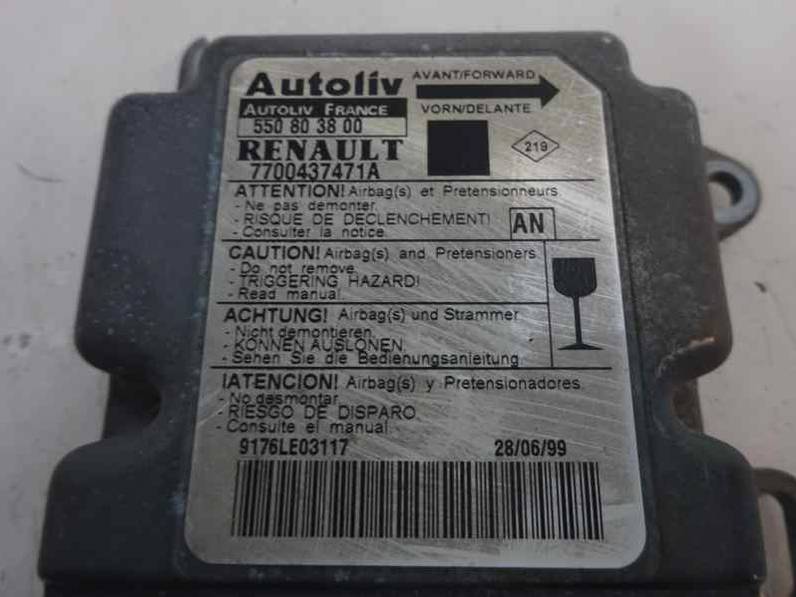 Autoliv
AVANT/FORWARD
AUTOLIV FRANCE
VORN/DELANTE
550 80 38 00
RENAULT
219
7700437471A
ATTENTION! Airbag(s) et Pretensionneurs
- Ne pas demonter.
- RISQUE DE DECLENCHEMENT!
- Consulter la notice.
AN
CAUTION! Airbag(s) and Pretensioners
- Do not remove.
- TRIGGERING HAZARD!
- Read manual.
ACHTUNG! Airbag(s) und Strammer
- Nicht demontieren.
- KÖNNEN AUSLÖNEN.
- Sehen Sie die Bedienungsanleitung.
!ATENCION! Airbag(s) y Pretensionadores.
- No desmontar.
- RIESGO DE DISPARO.
- Consulte el manual.
9176LE03117
28/06/99